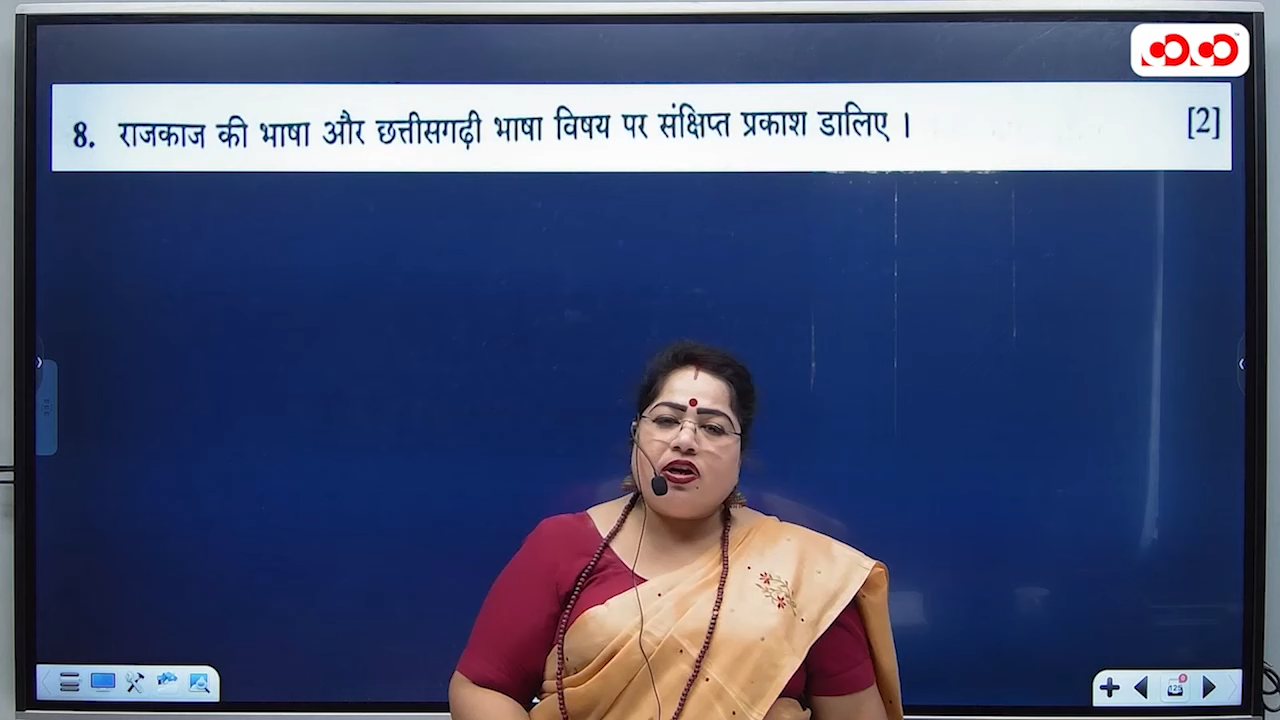 8. राजकाज की भाषा और छत्तीसगढ़ी भाषा विषय पर संक्षिप्त प्रकाश डालिए । [2]